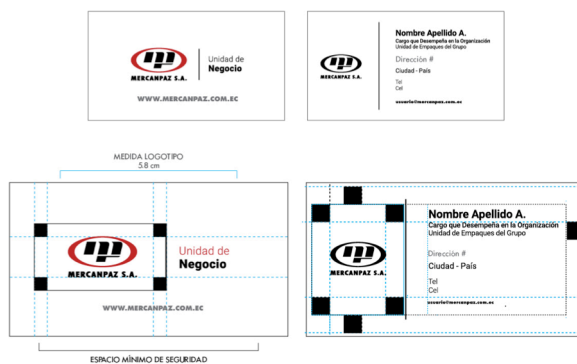 MERCANPAZ S.A.
Unidad de
Negocio
WWW.MERCANPAZ.COM.EC
MERCANPAZ S.A.
Nombre Apellido A.
Cargo que Desempeña en la Organización
Unidad de Empaques del Grupo
Dirección #
Ciudad - País
Tel
Cel
usuario@mercanpaz.com.ec
MEDIDA LOGOTIPO
5.8 cm
MERCANPAZ S.A.
Unidad de
Negocio
WWW.MERCANPAZ.COM.EC
ESPACIO MÍNIMO DE SEGURIDAD
MERCANPAZ S.A.
Nombre Apellido A.
Cargo que Desempeña en la Organización
Unidad de Empaques del Grupo
Dirección #
Ciudad - País
Tel
Cel
usuario@mercanpaz.com.ec